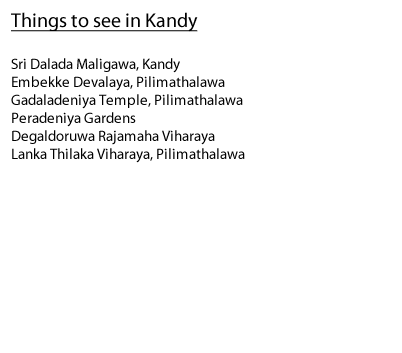 Things to see in Kandy
Sri Dalada Maligawa, Kandy
Embekke Devalaya, Pilimathalawa
Gadaladeniya Temple, Pilimathalawa
Peradeniya Gardens
Degaldoruwa Rajamaha Viharaya
Lanka Thilaka Viharaya, Pilimathalawa